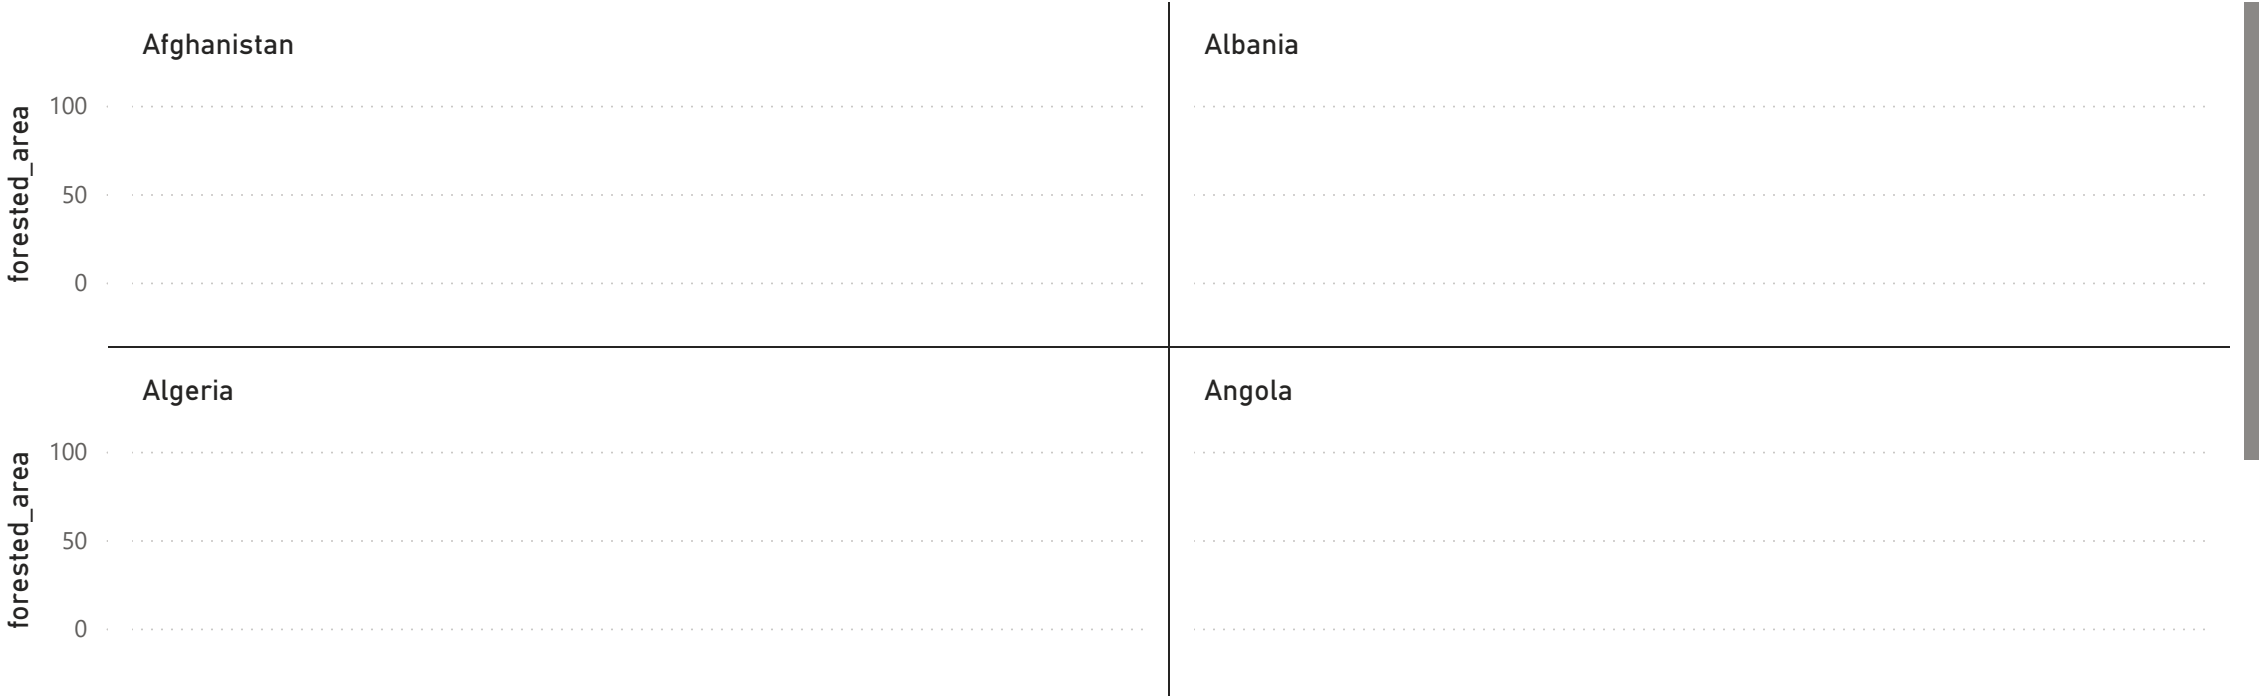 Afghanistan
Albania
forested_area
100
50
0
Algeria
Angola
forested_area
100
50
0